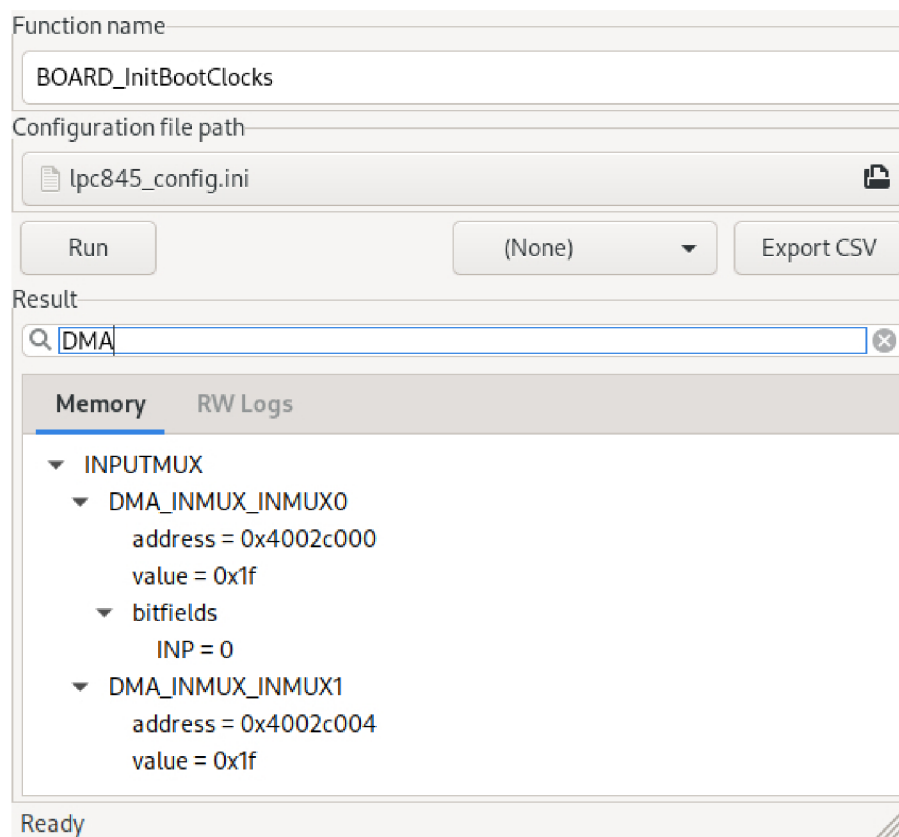 Function name
BOARD_InitBootClocks
Configuration file path
lpc845_config.ini
Run (None) Export CSV
Result
DMA
Memory RW Logs
INPUTMUX
DMA_INMUX_INMUX0
address = 0x4002c000
value = 0x1f
bitfields
INP = 0
DMA_INMUX_INMUX1
address = 0x4002c004
value = 0x1f
Ready